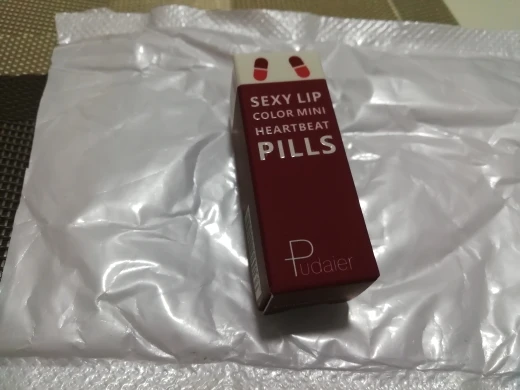 SEXY LIP
COLOR MINI
HEARTBEAT
PILLS
Pudaier